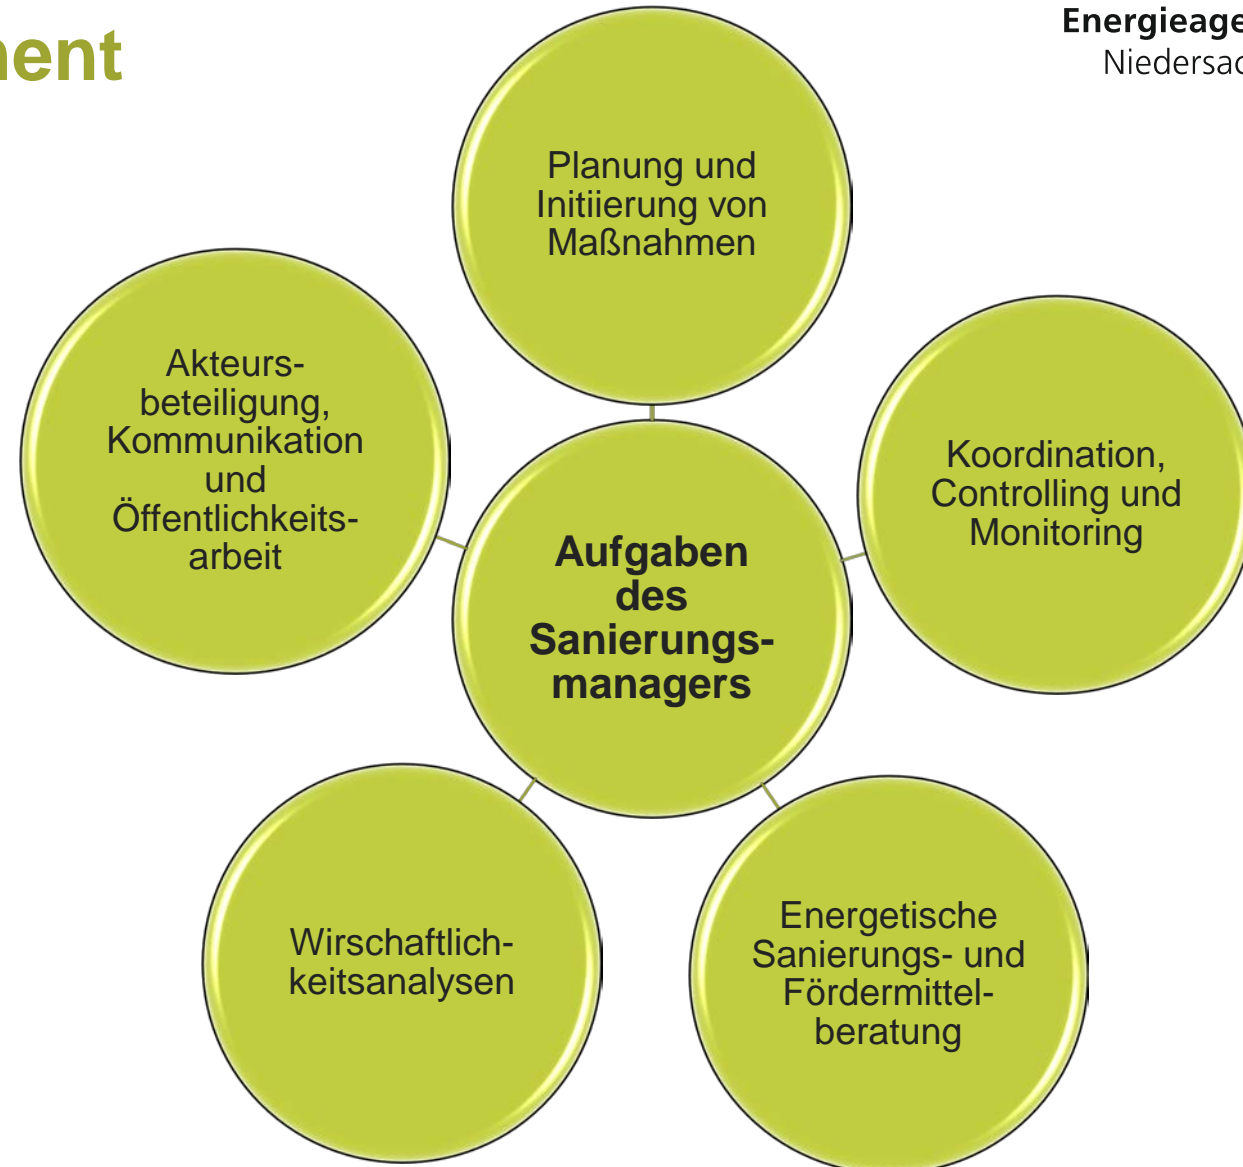 ment
Energieage
Niedersac
Planung und
Initiierung von
Maßnahmen
Akteurs-
beteiligung,
Kommunikation
und
Öffentlichkeits-
arbeit
Koordination,
Controlling und
Monitoring
Aufgaben
des
Sanierungs-
managers
Wirschaftlich-
keitsanalysen
Energetische
Sanierungs- und
Fördermittel-
beratung